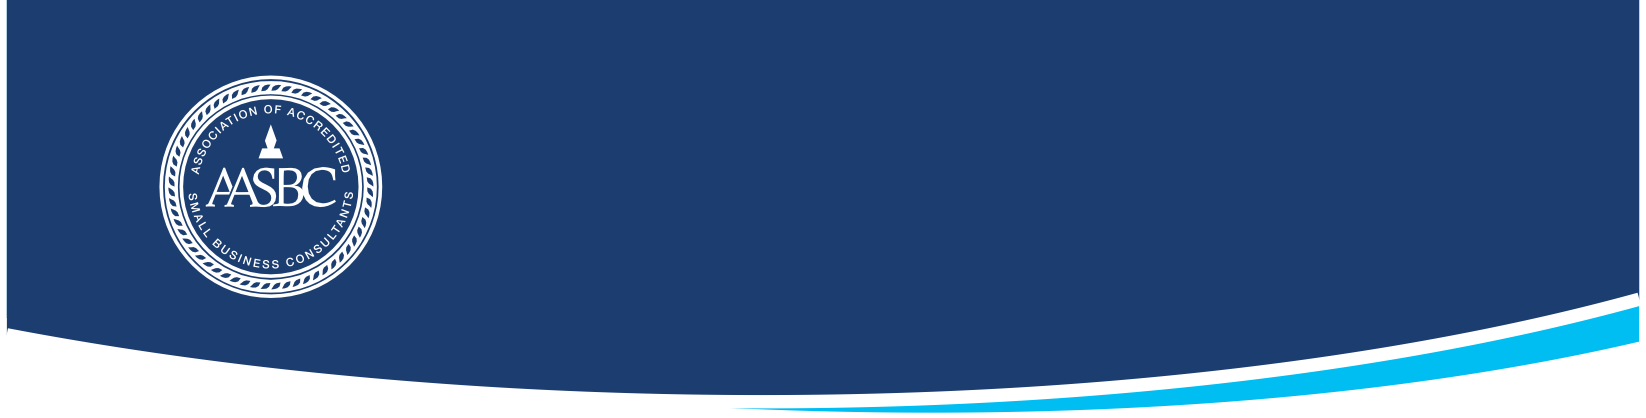 ASSOCIATION OF ACCREDITED
AASBC
SMALL BUSINESS CONSULTANTS